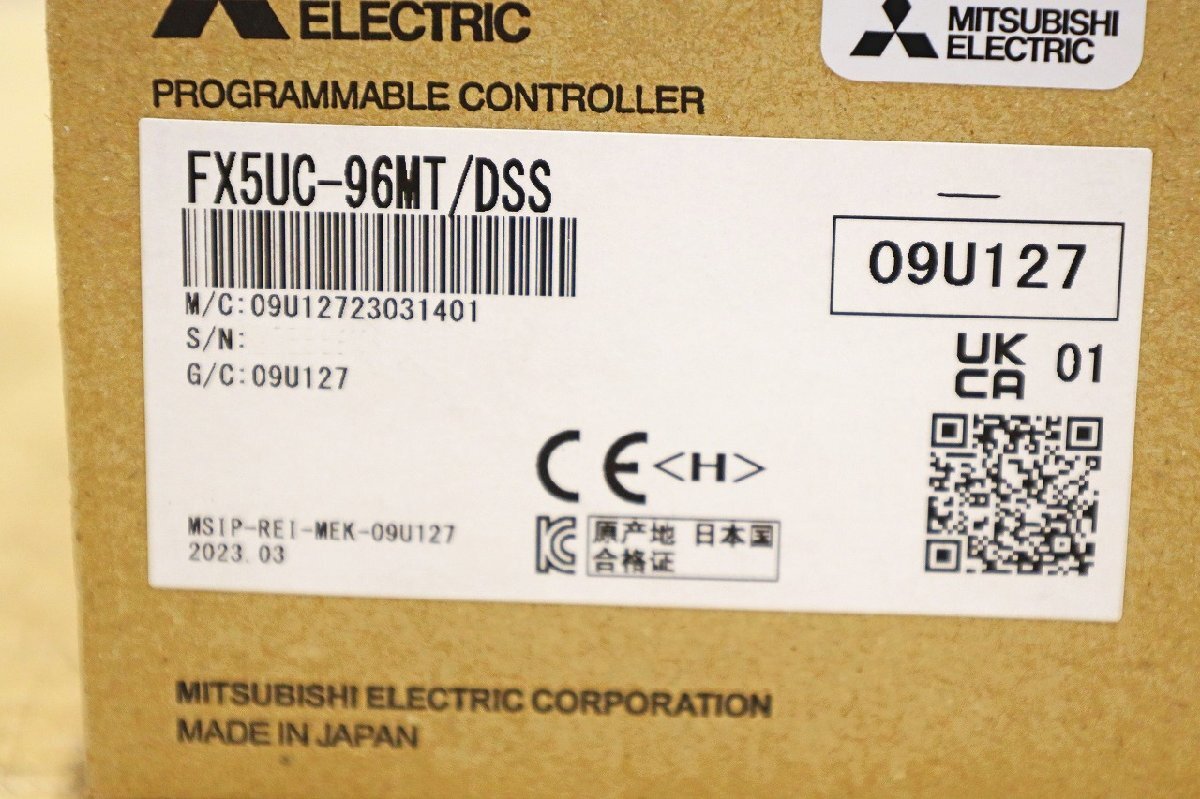 ELECTRIC
MITSUBISHI
ELECTRIC
PROGRAMMABLE CONTROLLER
FX5UC-96MT/DSS
—
09U127
M/C:09U12723031401
S/N:
G/C:09U127
UK
CA
01
CE<H>
MSIP-REI-MEK-09U127
2023.03
原产地 日本国
合格证
MITSUBISHI ELECTRIC CORPORATION
MADE IN JAPAN